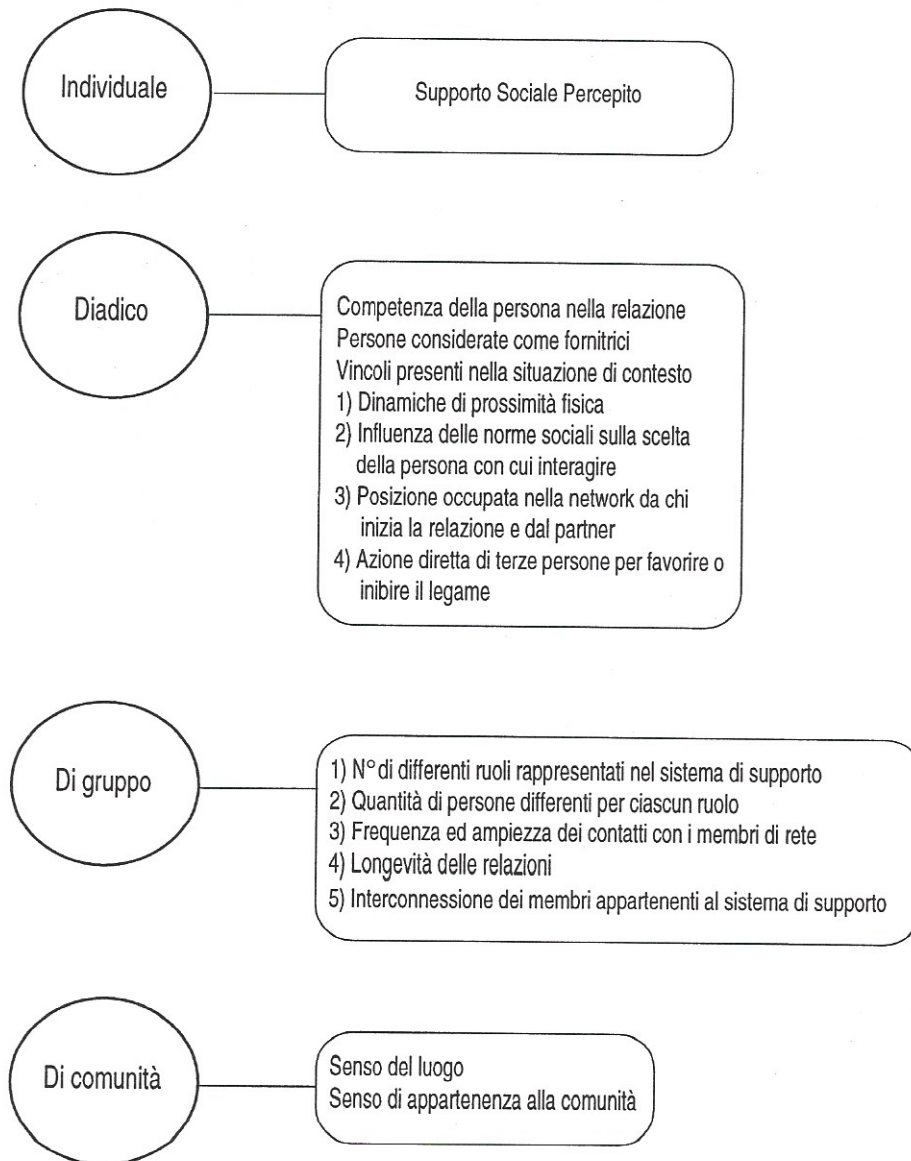 Individuale
Supporto Sociale Percepito
Diadico
Competenza della persona nella relazione
Persone considerate come fornitrici
Vincoli presenti nella situazione di contesto
1) Dinamiche di prossimità fisica
2) Influenza delle norme sociali sulla scelta
della persona con cui interagire
3) Posizione occupata nella network da chi
inizia la relazione e dal partner
4) Azione diretta di terze persone per favorire o
inibire il legame
Di gruppo
1) N° di differenti ruoli rappresentati nel sistema di supporto
2) Quantità di persone differenti per ciascun ruolo
3) Frequenza ed ampiezza dei contatti con i membri di rete
4) Longevità delle relazioni
5) Interconnessione dei membri appartenenti al sistema di supporto
Di comunità
Senso del luogo
Senso di appartenenza alla comunità